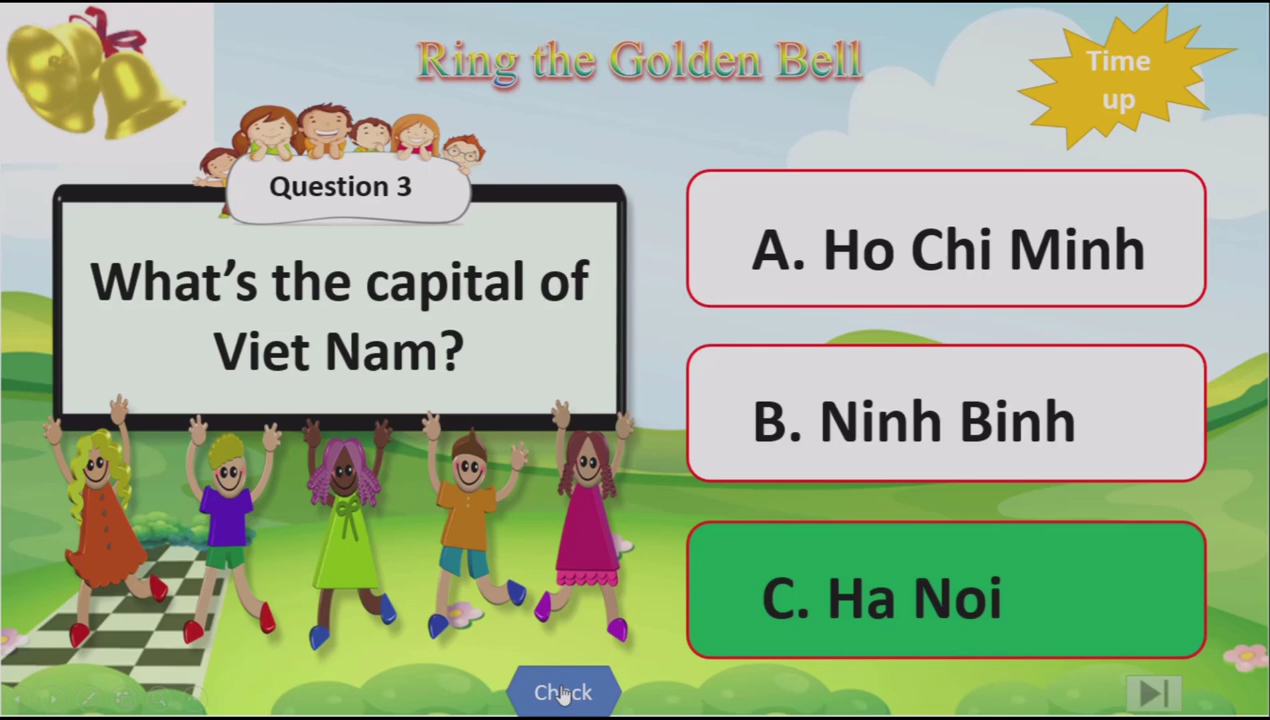 Ring the Golden Bell
Time
up
Question 3
What’s the capital of
Viet Nam?
A. Ho Chi Minh
B. Ninh Binh
C. Ha Noi
Check